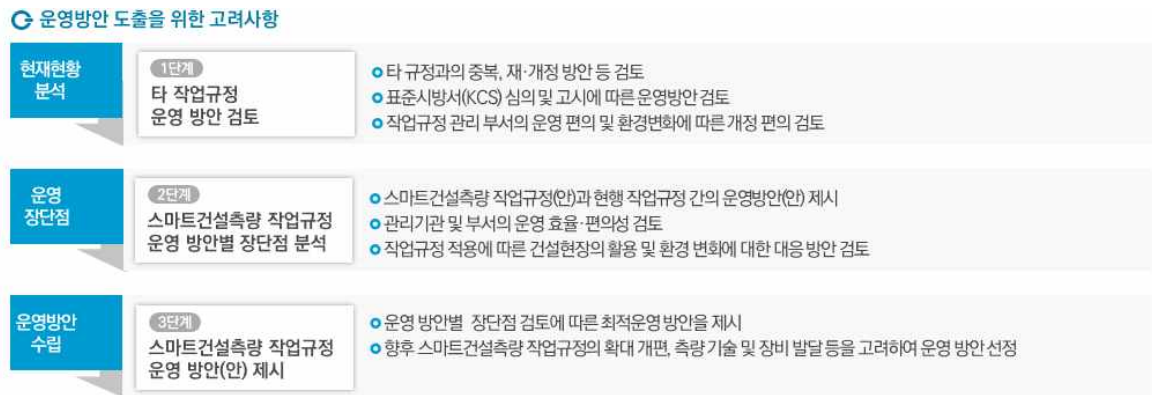 운영방안 도출을 위한 고려사항
현재현황
분석
1단계
타 작업규정
운영 방안 검토
타 규정과의 중복, 재·개정 방안 등 검토
표준시방서(KCS) 심의 및 고시에 따른 운영방안 검토
작업규정 관리 부서의 운영 편의 및 환경변화에 따른 개정 편의 검토
운영
장단점
2단계
스마트건설측량 작업규정
운영 방안별 장단점 분석
스마트건설측량 작업규정(안)과 현행 작업규정 간의 운영방안(안) 제시
관리기관 및 부서의 운영 효율·편의성 검토
작업규정 적용에 따른 건설현장의 활용 및 환경 변화에 대한 대응 방안 검토
운영방안
수립
3단계
스마트건설측량 작업규정
운영 방안(안) 제시
운영 방안별 장단점 검토에 따른 최적운영 방안을 제시
향후 스마트건설측량 작업규정의 확대 개편, 측량 기술 및 장비 발달 등을 고려하여 운영 방안 선정